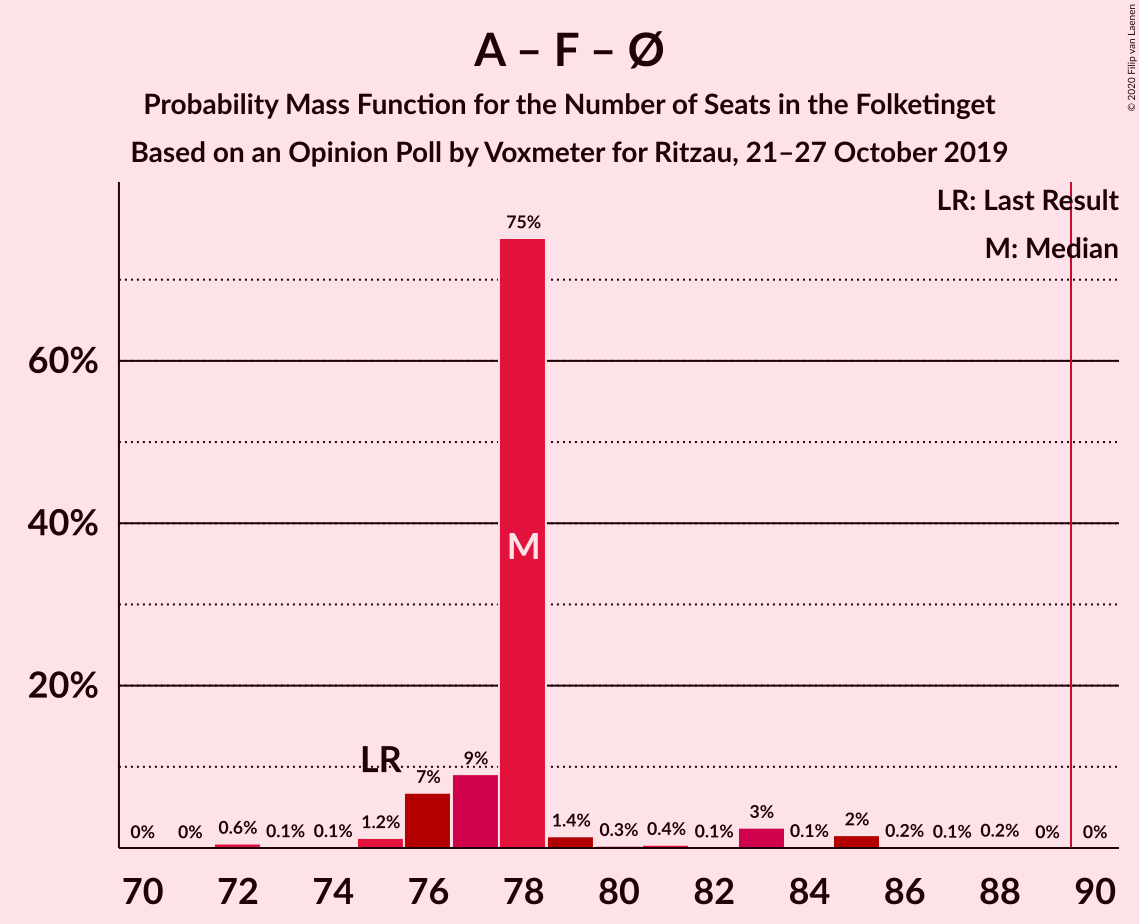 A – F – Ø
Probability Mass Function for the Number of Seats in the Folketinget
Based on an Opinion Poll by Voxmeter for Ritzau, 21–27 October 2019
© 2020 Filip van Laenen
LR: Last Result
M: Median
75%
60%
40%
M
20%
LR
0% 0% 0.6% 0.1% 0.1% 1.2% 7% 9% 1.4% 0.3% 0.4% 0.1% 3% 0.1% 2% 0.2% 0.1% 0.2% 0% 0%
70 72 74 76 78 80 82 84 86 88 90